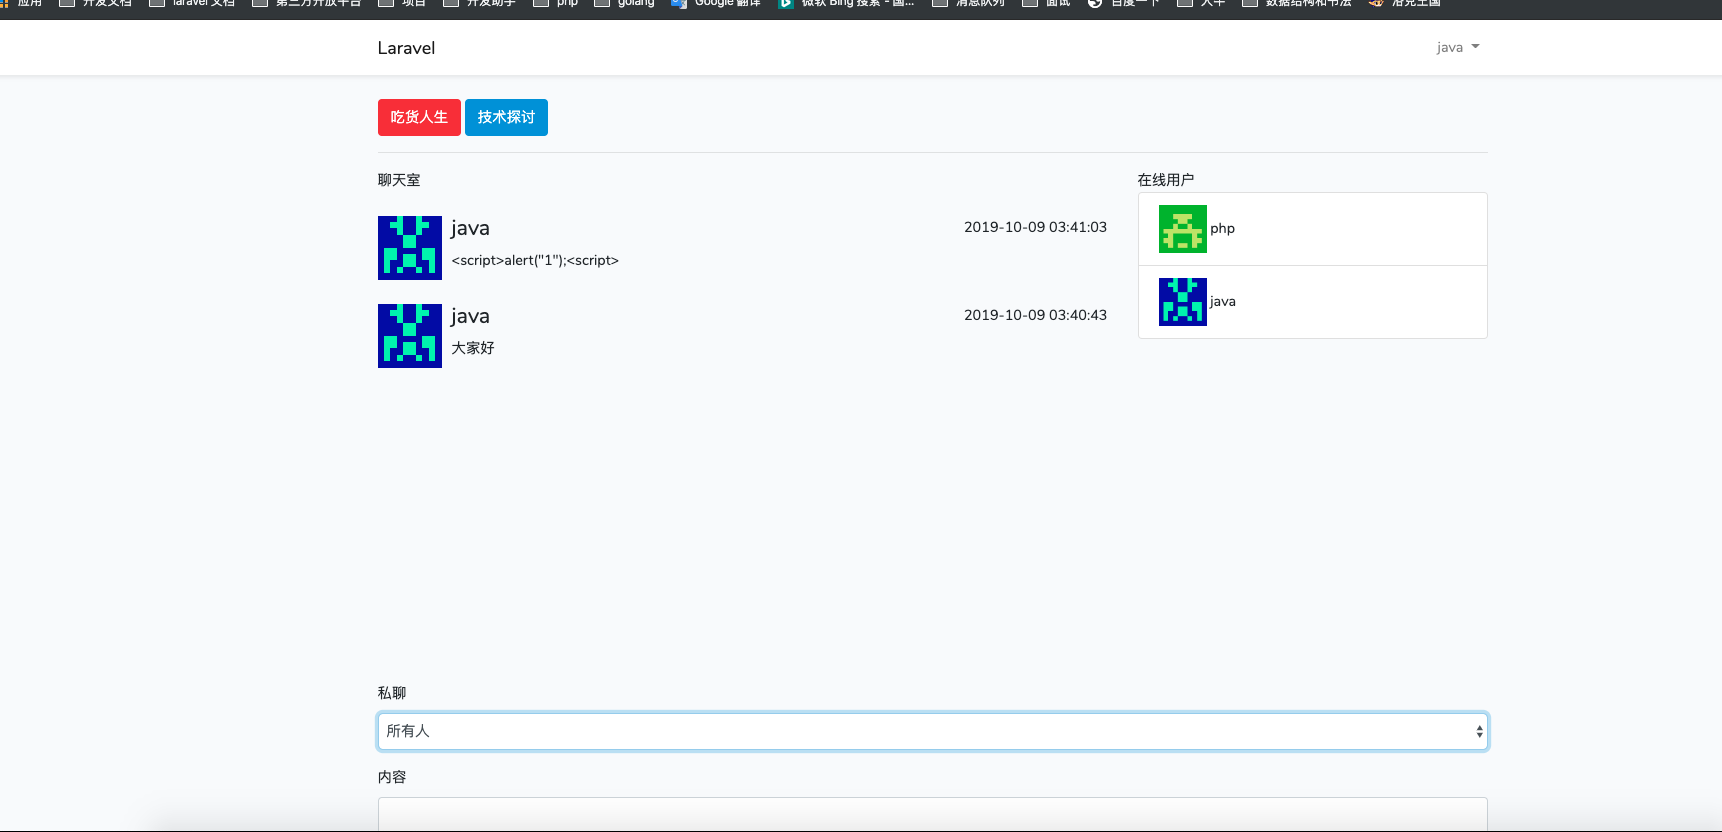 应用 开发文档 laravel文档 第三方开放平台 项目 开发助手 php golang Google 翻译 微软 Bing 搜索 - 国... 消息队列 面试 百度一下 大牛 数据结构和书法 洛克王国
Laravel
java
吃货人生 技术探讨
聊天室
在线用户
java 2019-10-09 03:41:03
<script>alert("1");<script>
php
java 2019-10-09 03:40:43
大家好
java
私聊
所有人
内容